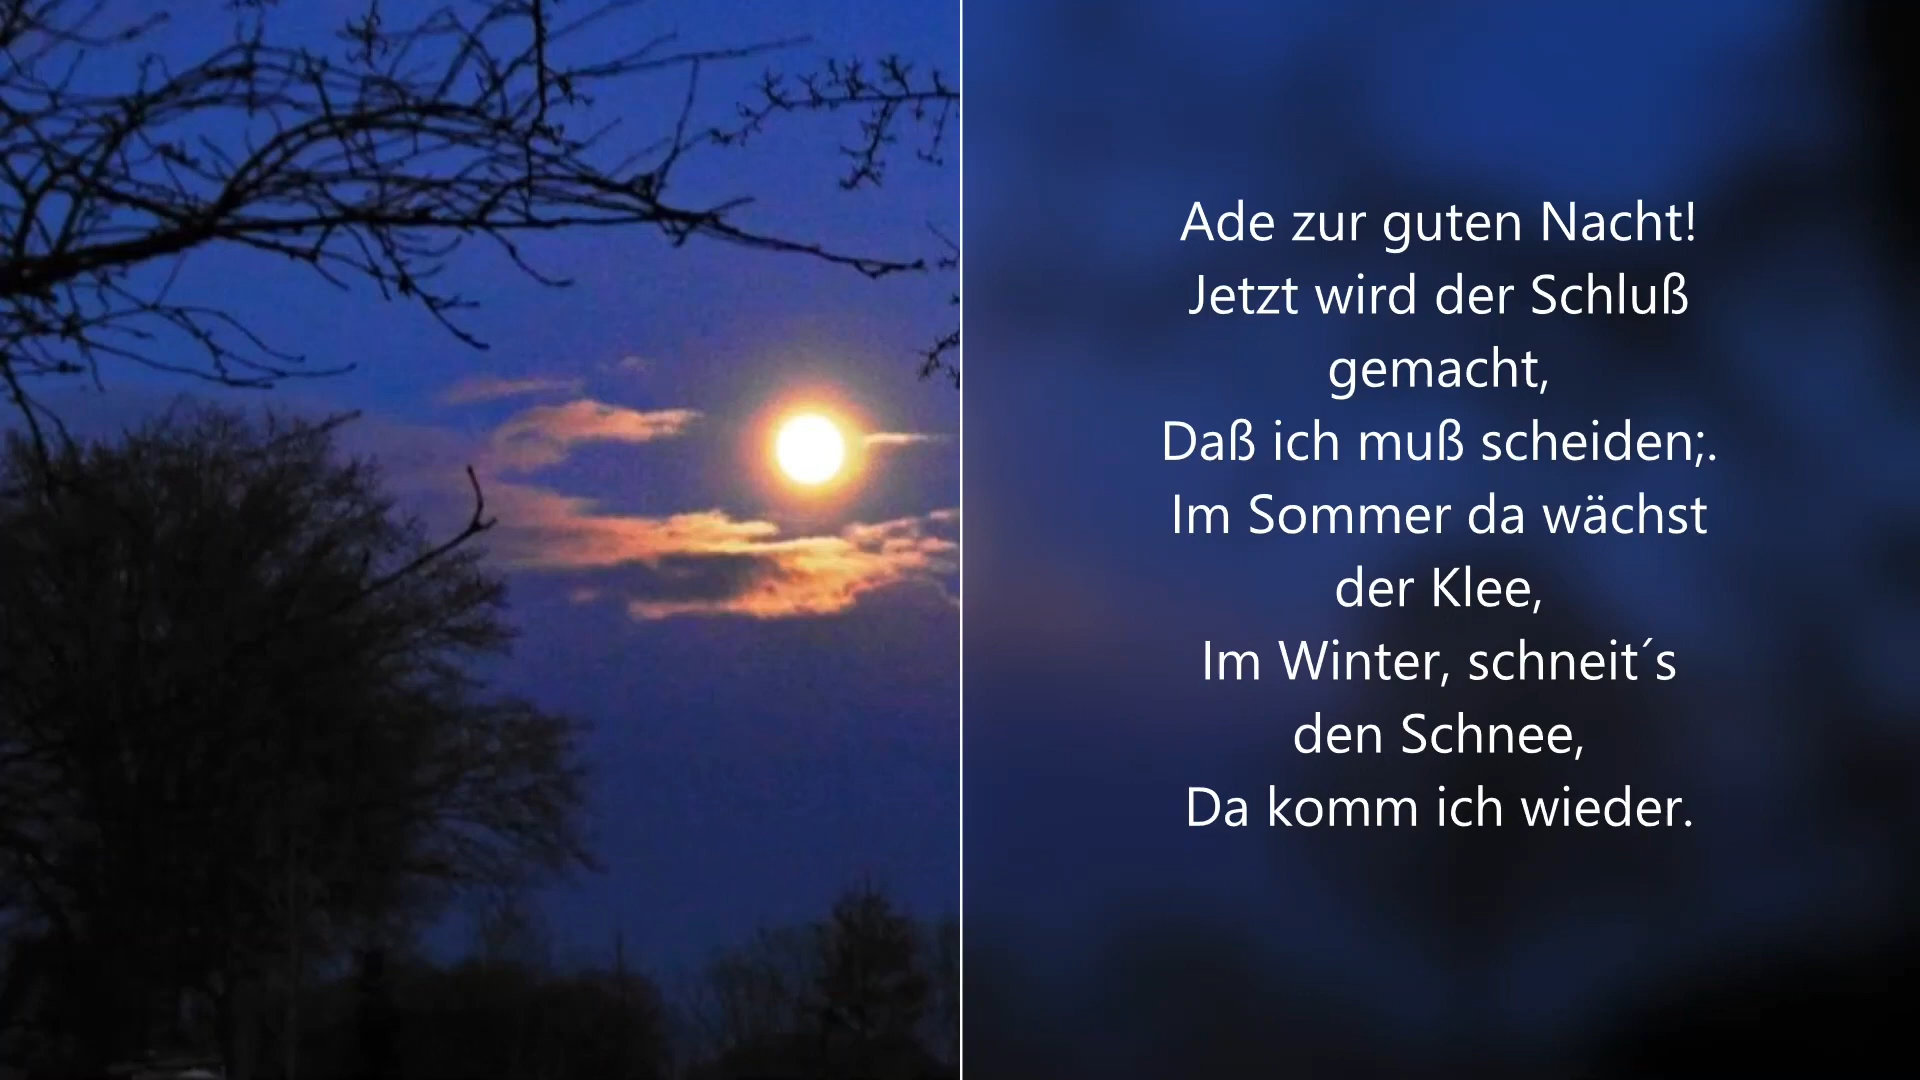 Ade zur guten Nacht!
Jetzt wird der Schluß
gemacht,
Daß ich muß scheiden;.
Im Sommer da wächst
der Klee,
Im Winter, schneit´s
den Schnee,
Da komm ich wieder.